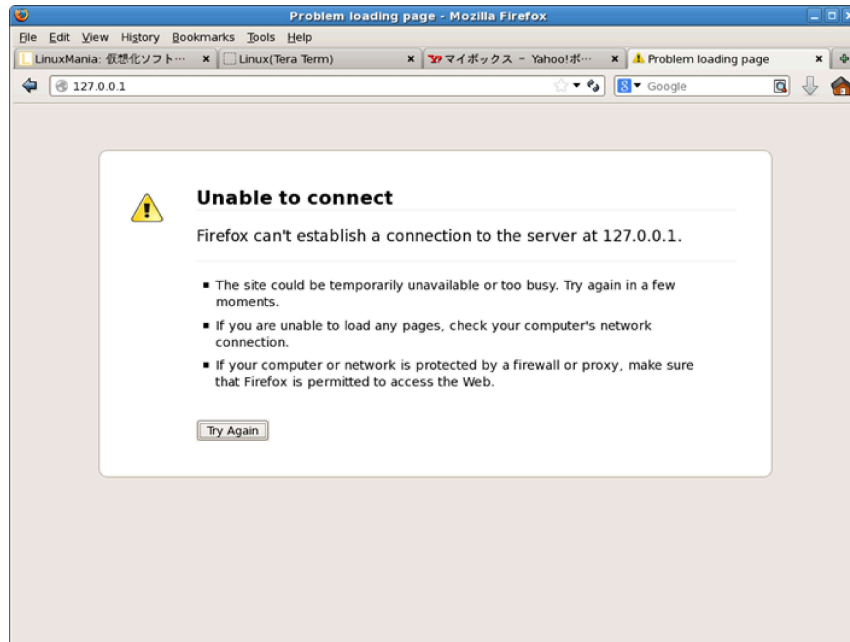 Problem loading page - Mozilla Firefox
File Edit View History Bookmarks Tools Help
LinuxMania: 仮想化ソフト… Linux(Tera Term) マイボックス - Yahoo!ボ… Problem loading page
127.0.0.1 Google
Unable to connect
Firefox can't establish a connection to the server at 127.0.0.1.
The site could be temporarily unavailable or too busy. Try again in a few
moments.
If you are unable to load any pages, check your computer's network
connection.
If your computer or network is protected by a firewall or proxy, make sure
that Firefox is permitted to access the Web.
Try Again